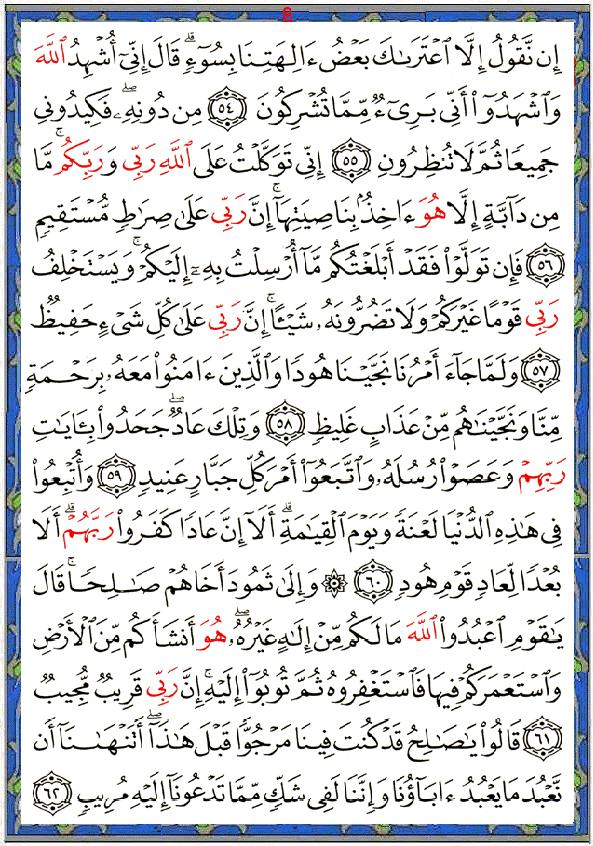 إِن نَّقُولُ إِلَّا ٱعۡتَرَىٰكَ بَعۡضُ ءَالِهَتِنَا بِسُوٓءٖۗ قَالَ إِنِّيٓ أُشۡهِدُ ٱللَّهَ
وَٱشۡهَدُوٓاْ أَنِّي بَرِيٓءٞ مِّمَّا تُشۡرِكُونَ ٥٤ مِن دُونِهِۦۖ فَكِيدُونِي
جَمِيعٗا ثُمَّ لَا تُنظِرُونِ ٥٥ إِنِّي تَوَكَّلۡتُ عَلَى ٱللَّهِ رَبِّي وَرَبِّكُمۚ مَّا
مِن دَآبَّةٍ إِلَّا هُوَ ءَاخِذُۢ بِنَاصِيَتِهَآۚ إِنَّ رَبِّي عَلَىٰ صِرَٰطٖ مُّسۡتَقِيمٖ
٥٦ فَإِن تَوَلَّوۡاْ فَقَدۡ أَبۡلَغۡتُكُم مَّآ أُرۡسِلۡتُ بِهِۦٓ إِلَيۡكُمۡۚ وَيَسۡتَخۡلِفُ
رَبِّي قَوۡمًا غَيۡرَكُمۡ وَلَا تَضُرُّونَهُۥ شَيۡـًٔاۚ إِنَّ رَبِّي عَلَىٰ كُلِّ شَيۡءٍ حَفِيظٞ
٥٧ وَلَمَّا جَآءَ أَمۡرُنَا نَجَّيۡنَا هُودٗا وَٱلَّذِينَ ءَامَنُواْ مَعَهُۥ بِرَحۡمَةٖ
مِّنَّا وَنَجَّيۡنَٰهُم مِّنۡ عَذَابٍ غَلِيظٖ ٥٨ وَتِلۡكَ عَادٞۖ جَحَدُواْ بِـَٔايَٰتِ
رَبِّهِمۡ وَعَصَوۡاْ رُسُلَهُۥ وَٱتَّبَعُوٓاْ أَمۡرَ كُلِّ جَبَّارٍ عَنِيدٖ ٥٩ وَأُتۡبِعُواْ
فِي هَٰذِهِ ٱلدُّنۡيَا لَعۡنَةٗ وَيَوۡمَ ٱلۡقِيَٰمَةِۗ أَلَآ إِنَّ عَادٗا كَفَرُواْ رَبَّهُمۡۗ أَلَا
بُعۡدٗا لِّعَادٖ قَوۡمِ هُودٖ ٦٠ ۞ وَإِلَىٰ ثَمُودَ أَخَاهُمۡ صَٰلِحٗاۚ قَالَ
يَٰقَوۡمِ ٱعۡبُدُواْ ٱللَّهَ مَا لَكُم مِّنۡ إِلَٰهٍ غَيۡرُهُۥۖ هُوَ أَنشَأَكُم مِّنَ ٱلۡأَرۡضِ
وَٱسۡتَعۡمَرَكُمۡ فِيهَا فَٱسۡتَغۡفِرُوهُ ثُمَّ تُوبُوٓاْ إِلَيۡهِۚ إِنَّ رَبِّي قَرِيبٞ مُّجِيبٞ
٦١ قَالُواْ يَٰصَٰلِحُ قَدۡ كُنتَ فِينَا مَرۡجُوّٗا قَبۡلَ هَٰذَآۖ أَتَنۡهَىٰنَآ أَن
نَّعۡبُدَ مَا يَعۡبُدُ ءَابَآؤُنَا وَإِنَّنَا لَفِي شَكّٖ مِّمَّا تَدۡعُونَآ إِلَيۡهِ مُرِيبٖ ٦٢